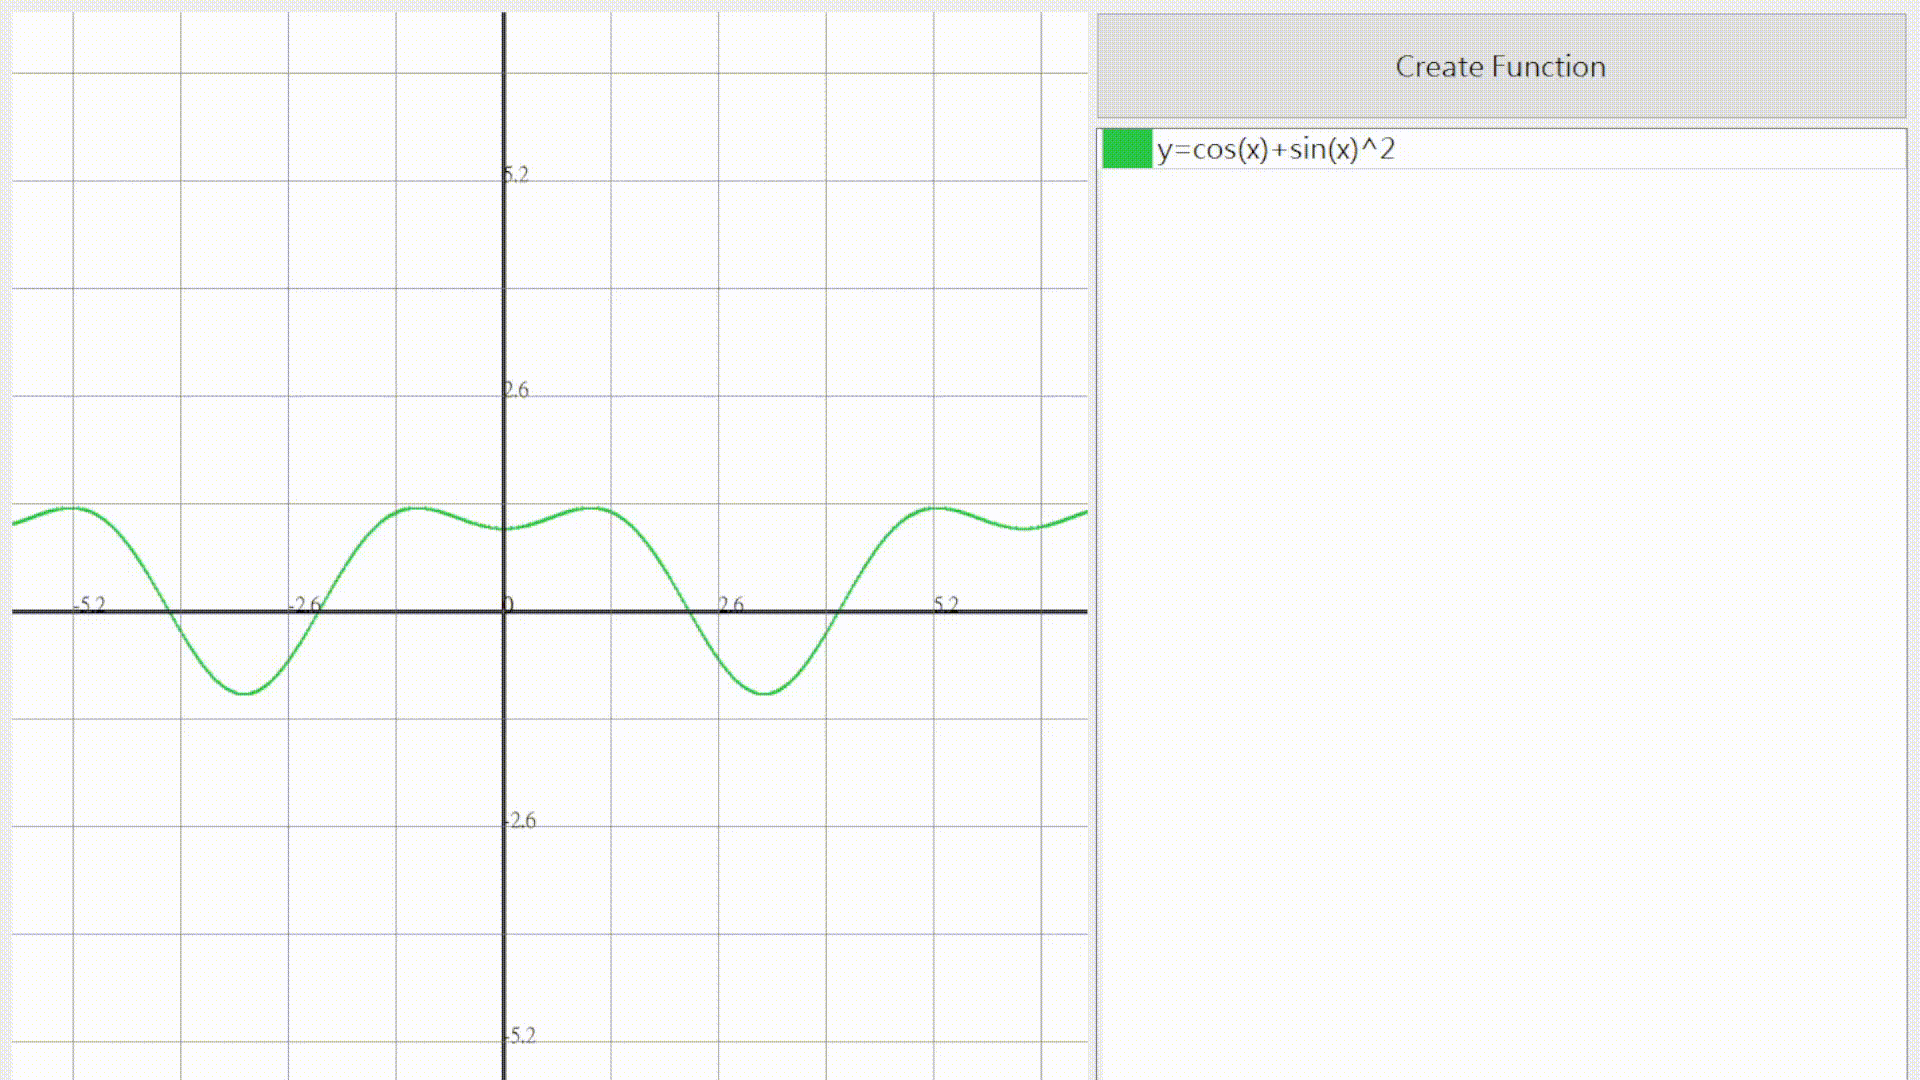 Create Function
y=cos(x)+sin(x)^2
5.2
2.6
-5.2 -2.6 0 2.6 5.2
-2.6
-5.2